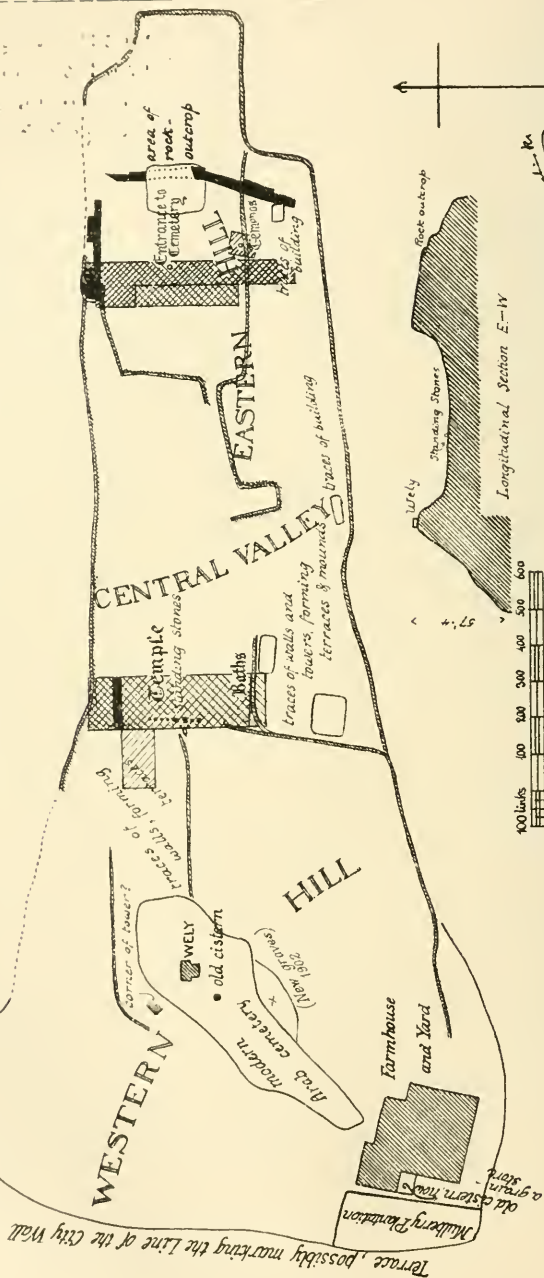 WESTERN
HILL
CENTRAL VALLEY
EASTERN
HILL
Terrace, possibly marking the Line of the City Wall
Mulberry Plantation
old cistern now
a grain
store
Farmhouse
and Yard
modern
Arab cemetery
(New graves,
1902
x
WELY
old cistern
corner of tower?
traces of
walls, forming
terraces
Temple
standing stones
Baths
traces of walls and
towers, forming
terraces & mounds
traces of building
Entrance to
Cemetery
area of
rock-
outcrop
traces of
building
Wely
Standing Stones
Rock outcrop
Longitudinal Section E-W
100 links
100
200
300
400
500
600